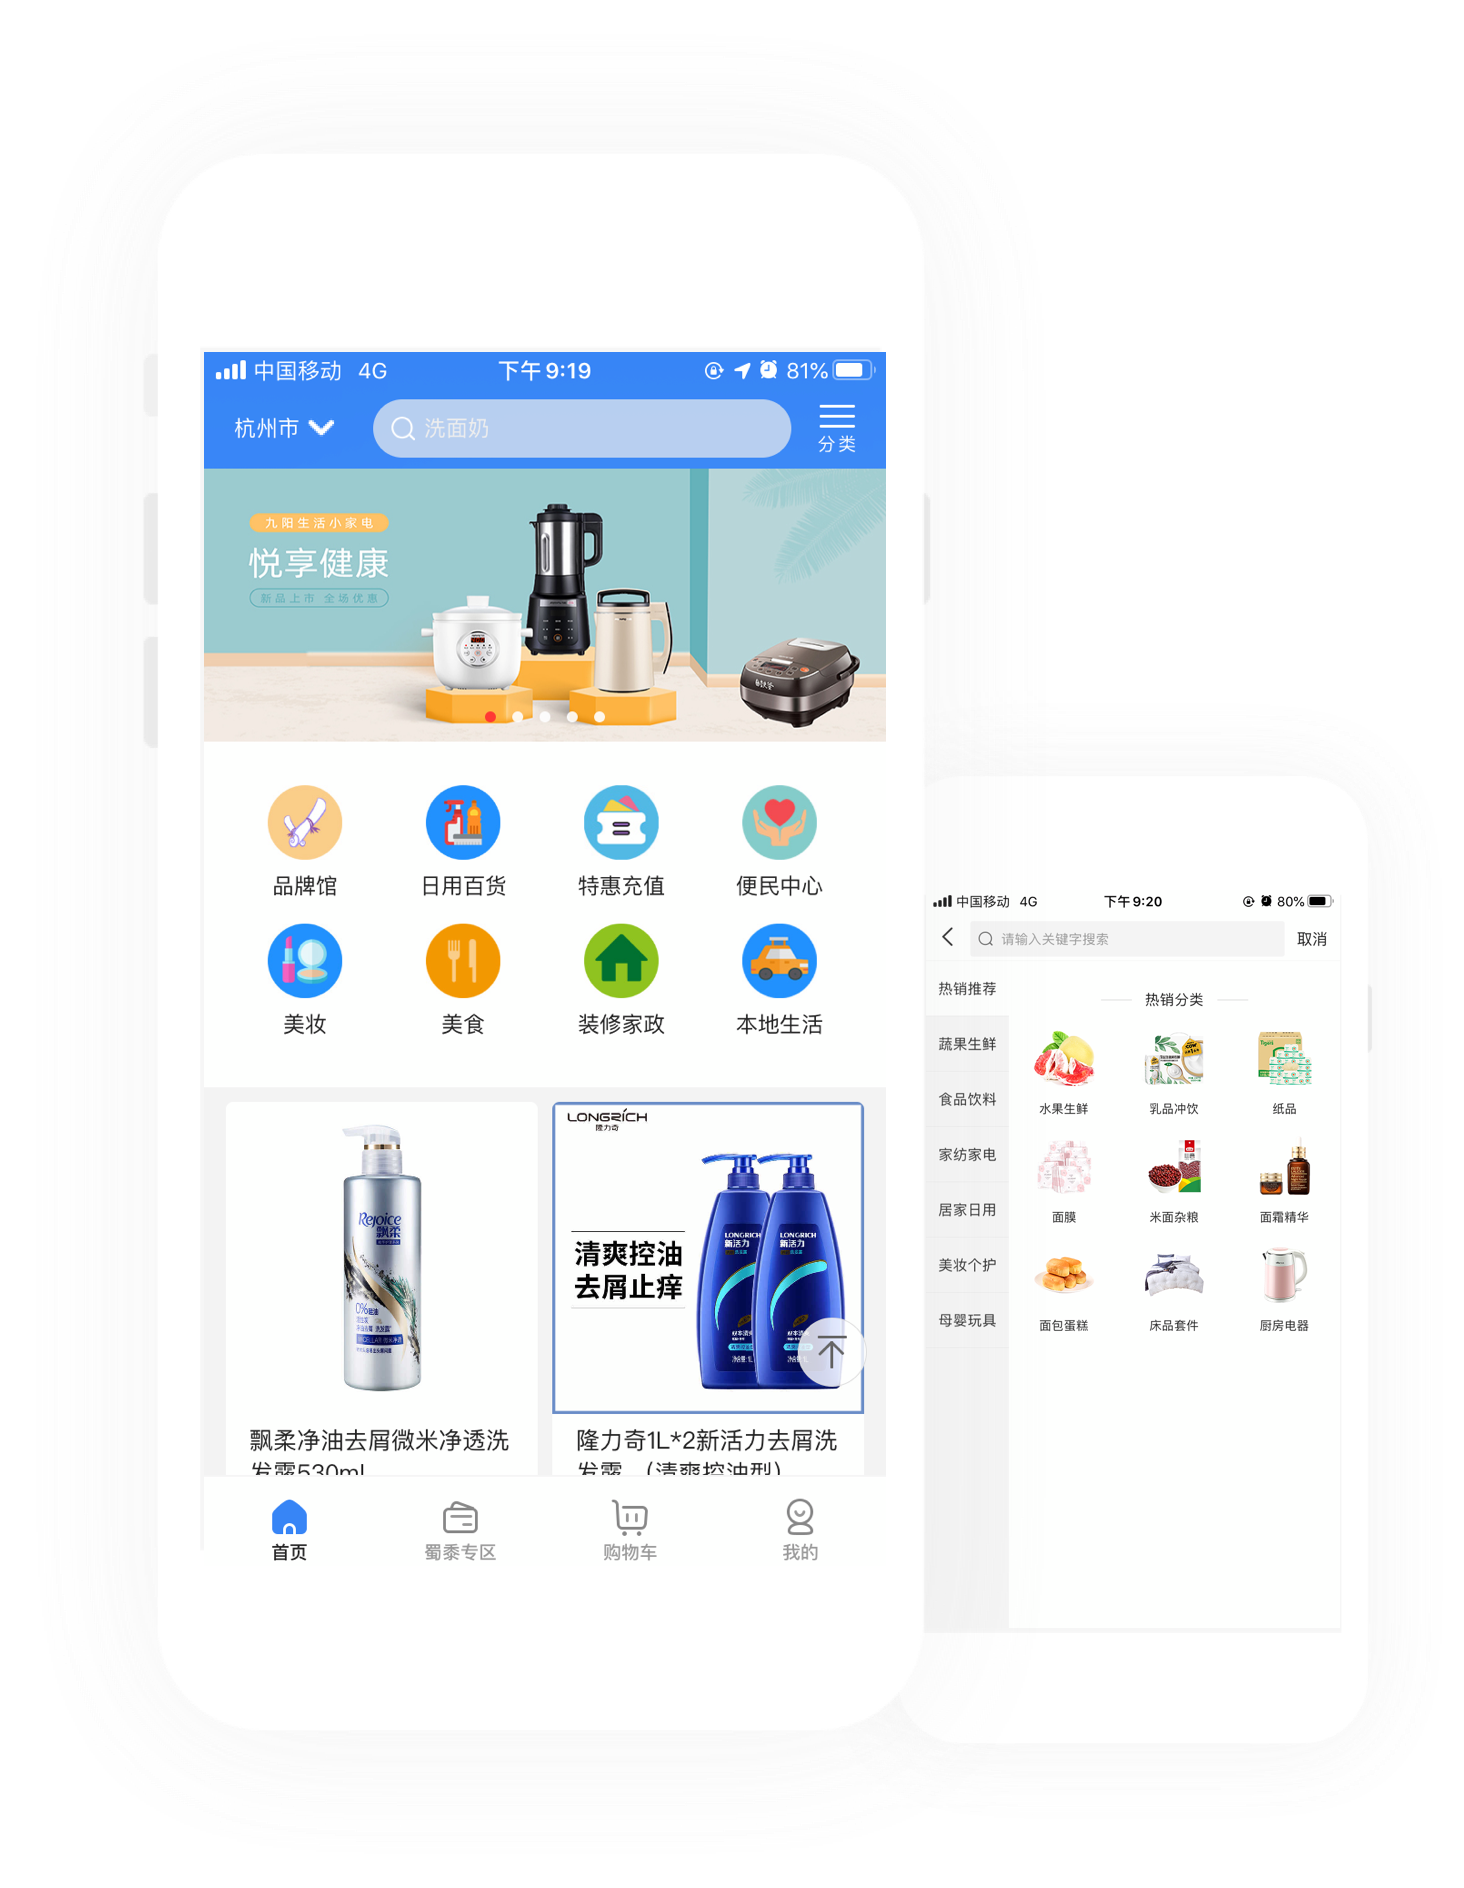 中国移动 4G 下午9:19 81%
杭州市
洗面奶
分类
九阳生活小家电
悦享健康
新品上市 全场优惠
品牌馆 日用百货 特惠充值 便民中心
美妆 美食 装修家政 本地生活
Rejoice
飘柔
0%
LONGRICH
隆力奇
清爽控油
去屑止痒
LONGRICH
新活力
LONGRICH
新活力
飘柔净油去屑微米净透洗
发露530ml
隆力奇1L*2新活力去屑洗
发露 (清爽控油型)
首页 蜀黍专区 购物车 我的
中国移动 4G 下午9:20 80%
请输入关键字搜索 取消
热销推荐
蔬果生鲜
食品饮料
家纺家电
居家日用
美妆个护
母婴玩具
热销分类
水果生鲜 乳品冲饮 纸品
面膜 米面杂粮 面霜精华
面包蛋糕 床品套件 厨房电器